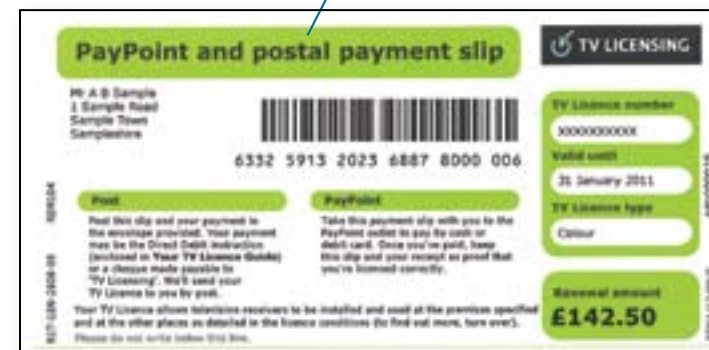 PayPoint and postal payment slip
TV LICENSING
Mr A B Sample
1 Sample Road
Sample Town
Sampleshire
6332 5913 2023 6887 8000 006
TV Licence number
XXXXXXXXXX
Valid until
31 January 2011
TV Licence type
Colour
Post
Post this slip and your payment in
the envelope provided. Your payment
may be the Direct Debit instruction
(enclosed in Your TV Licence Guide)
or a cheque made payable to
'TV Licensing'. We'll send your
TV Licence to you by post.
PayPoint
Take this payment slip with you to the
PayPoint outlet to pay by cash or
debit card. Once you've paid, keep
this slip and your receipt as proof that
you're licensed correctly.
Your TV Licence allows television receivers to be installed and used at the premises specified
and at the other places as detailed in the licence conditions (to find out more, turn over).
Please do not write below this line.
Renewal amount
£142.50